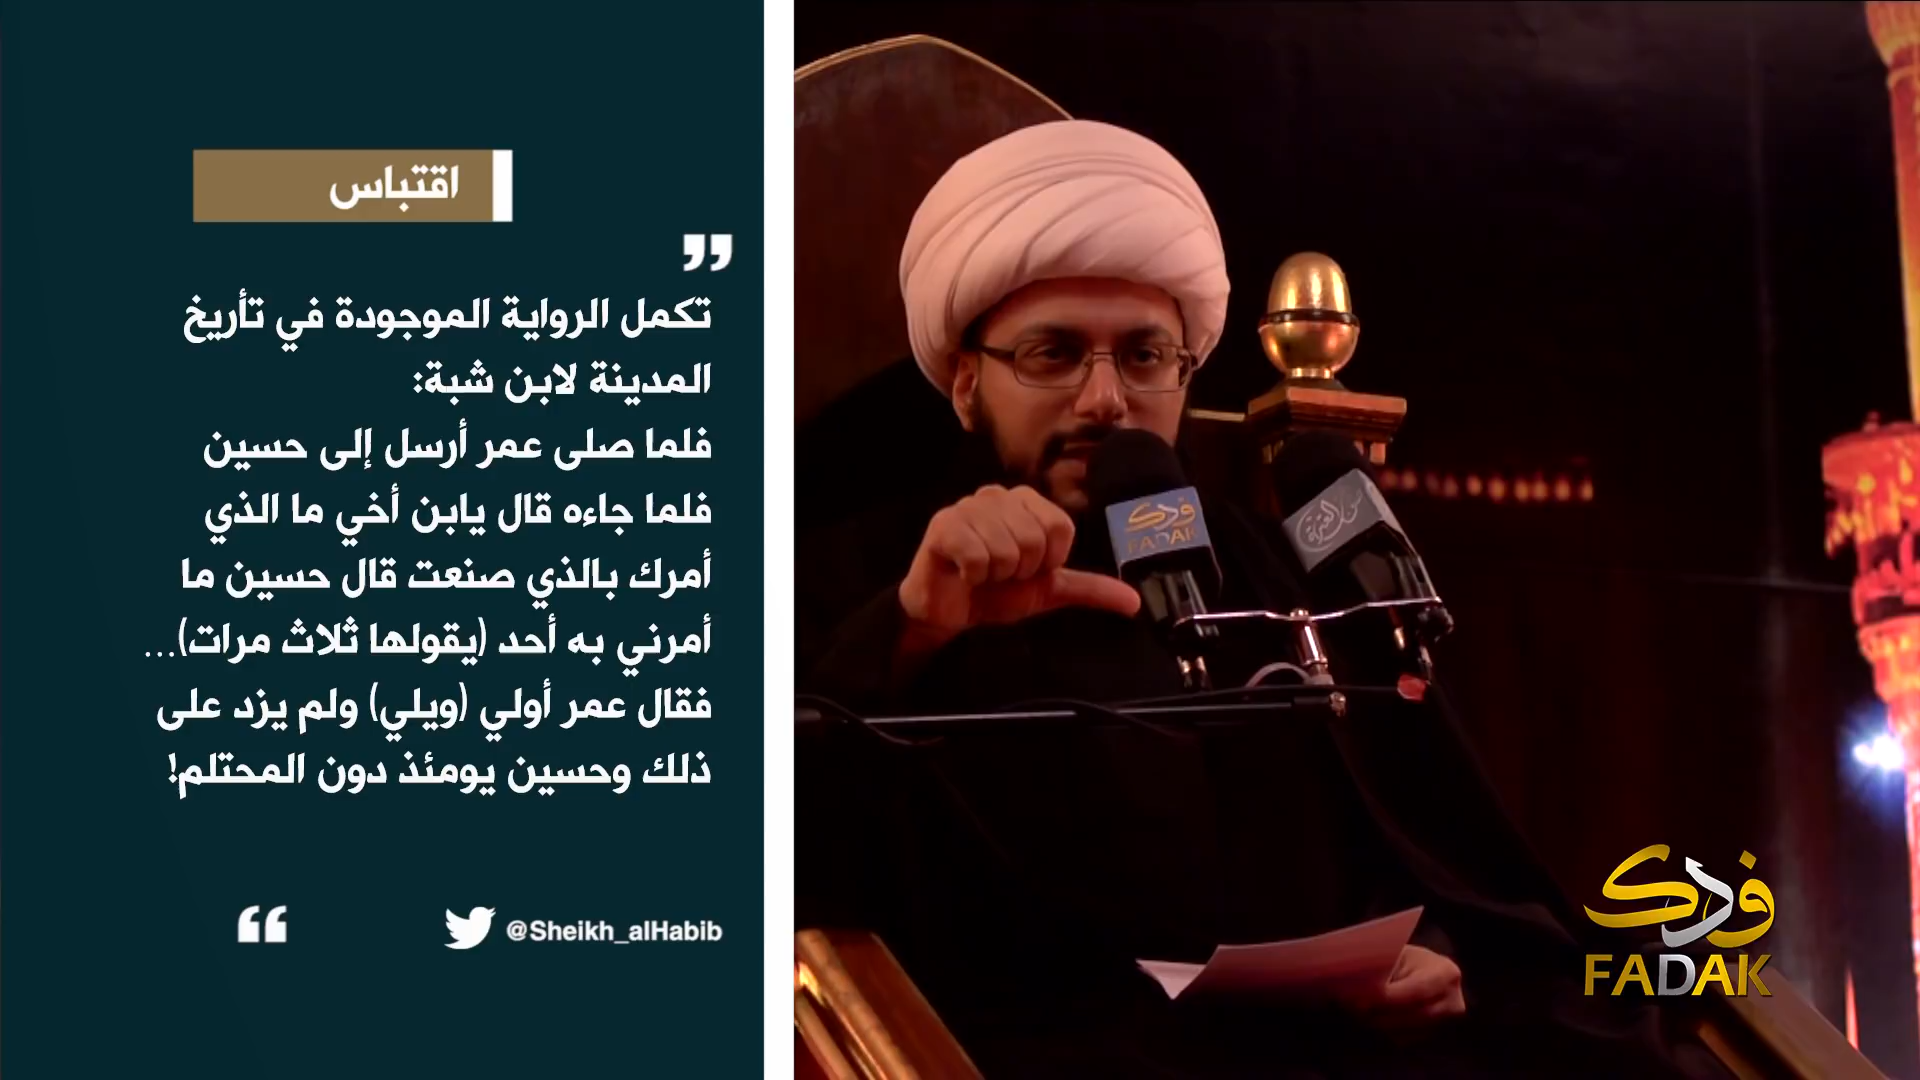 اقتباس
”
تكمل الرواية الموجودة في تأريخ
المدينة لابن شبة:
فلما صلى عمر أرسل إلى حسين
فلما جاءه قال يابن أخي ما الذي
أمرك بالذي صنعت قال حسين ما
أمرني به أحد (يقولها ثلاث مرات)...
فقال عمر أولي (ويلي) ولم يزد على
ذلك وحسين يومئذ دون المحتلم!
“
@Sheikh_alHabib
فدك
FADAK
فدك
FADAK